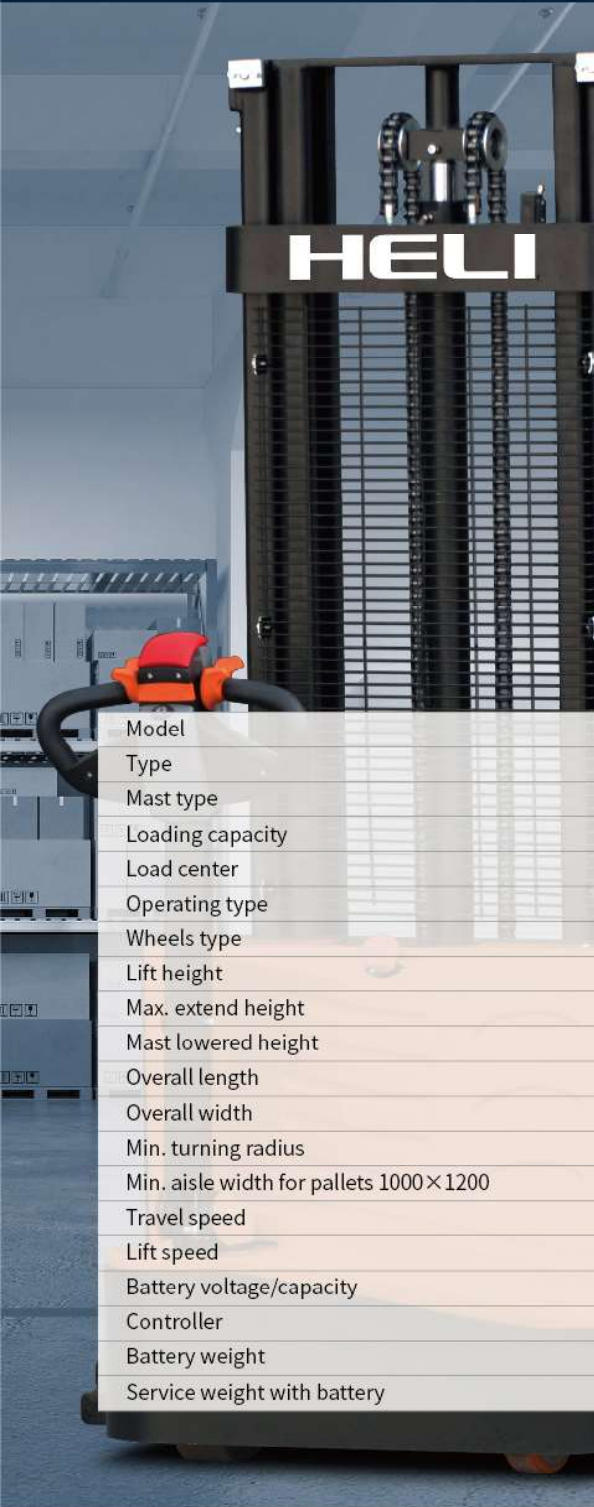 HELI
Model
Type
Mast type
Loading capacity
Load center
Operating type
Wheels type
Lift height
Max. extend height
Mast lowered height
Overall length
Overall width
Min. turning radius
Min. aisle width for pallets 1000×1200
Travel speed
Lift speed
Battery voltage/capacity
Controller
Battery weight
Service weight with battery